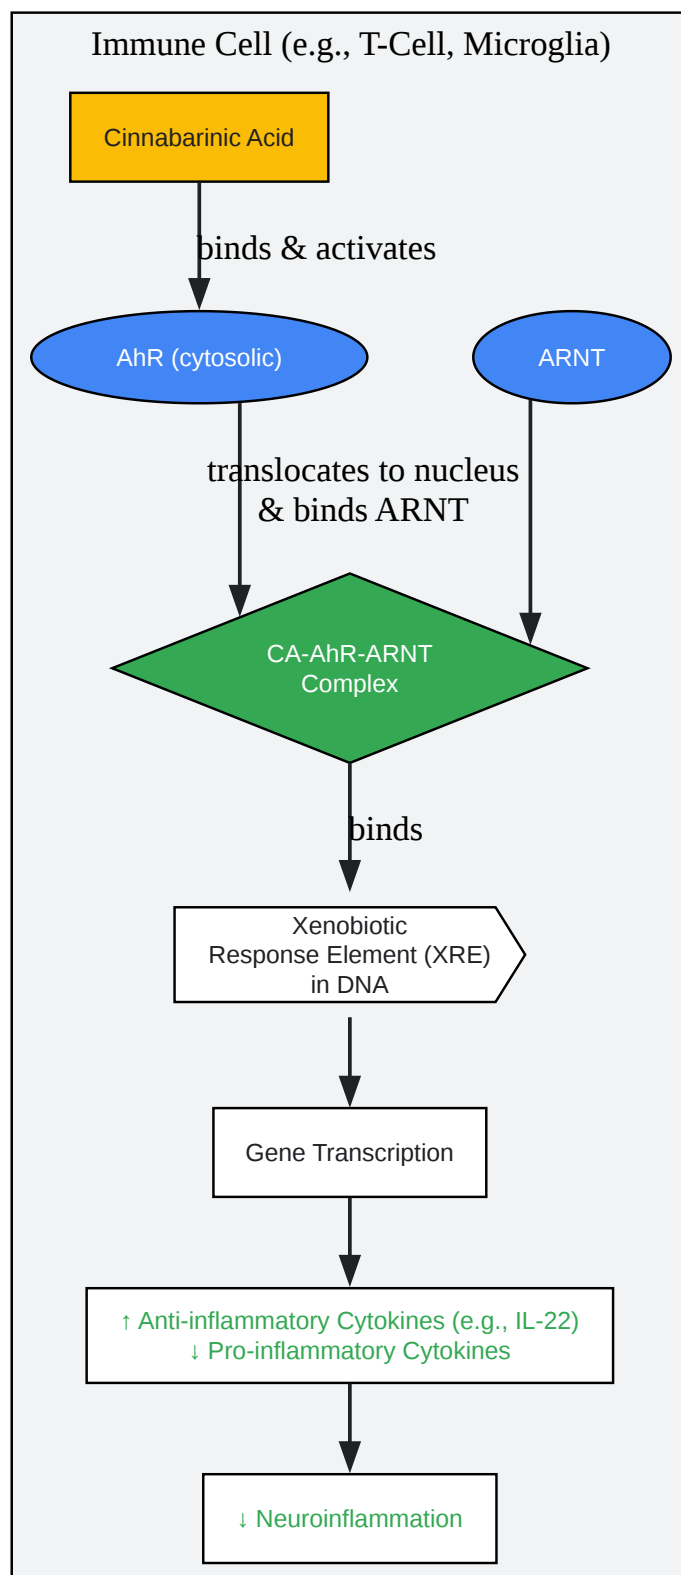 Immune Cell (e.g., T-Cell, Microglia)
Cinnabarinic Acid
binds & activates
AhR (cytosolic)
ARNT
translocates to nucleus
& binds ARNT
CA-AhR-ARNT
Complex
binds
Xenobiotic
Response Element (XRE)
in DNA
Gene Transcription
↑ Anti-inflammatory Cytokines (e.g., IL-22)
↓ Pro-inflammatory Cytokines
↓ Neuroinflammation